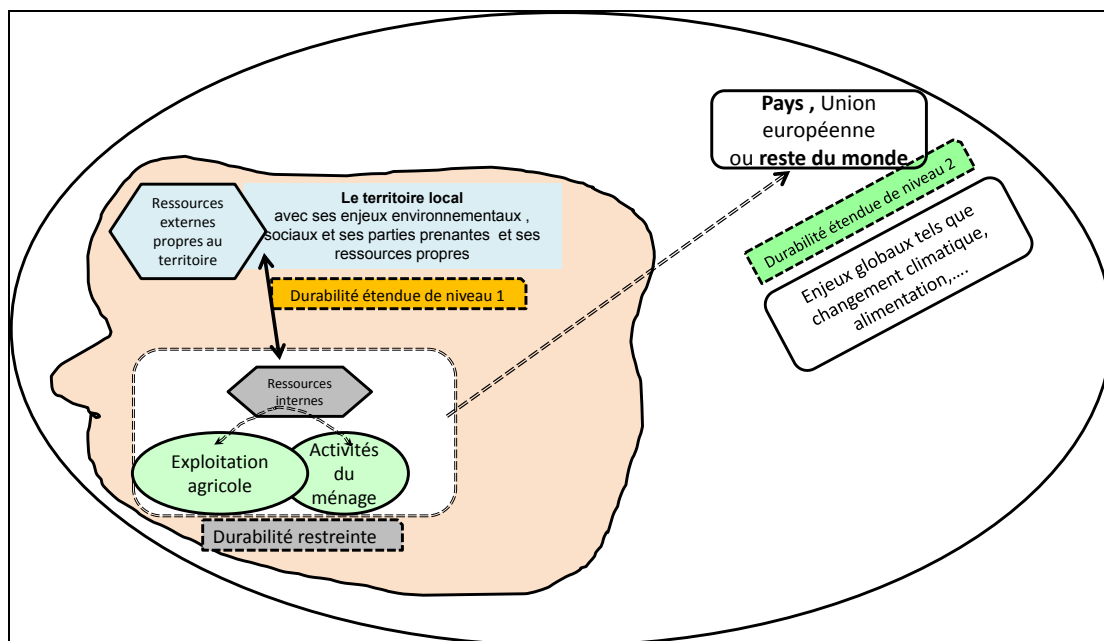 Pays , Union
européenne
ou reste du monde
Durabilité étendue de niveau 2
Enjeux globaux tels que
changement climatique,
alimentation,....
Ressources
externes
propres au
territoire
Le territoire local
avec ses enjeux environnementaux ,
sociaux et ses parties prenantes et ses
ressources propres
Durabilité étendue de niveau 1
Ressources
internes
Exploitation
agricole
Activités
du
ménage
Durabilité restreinte